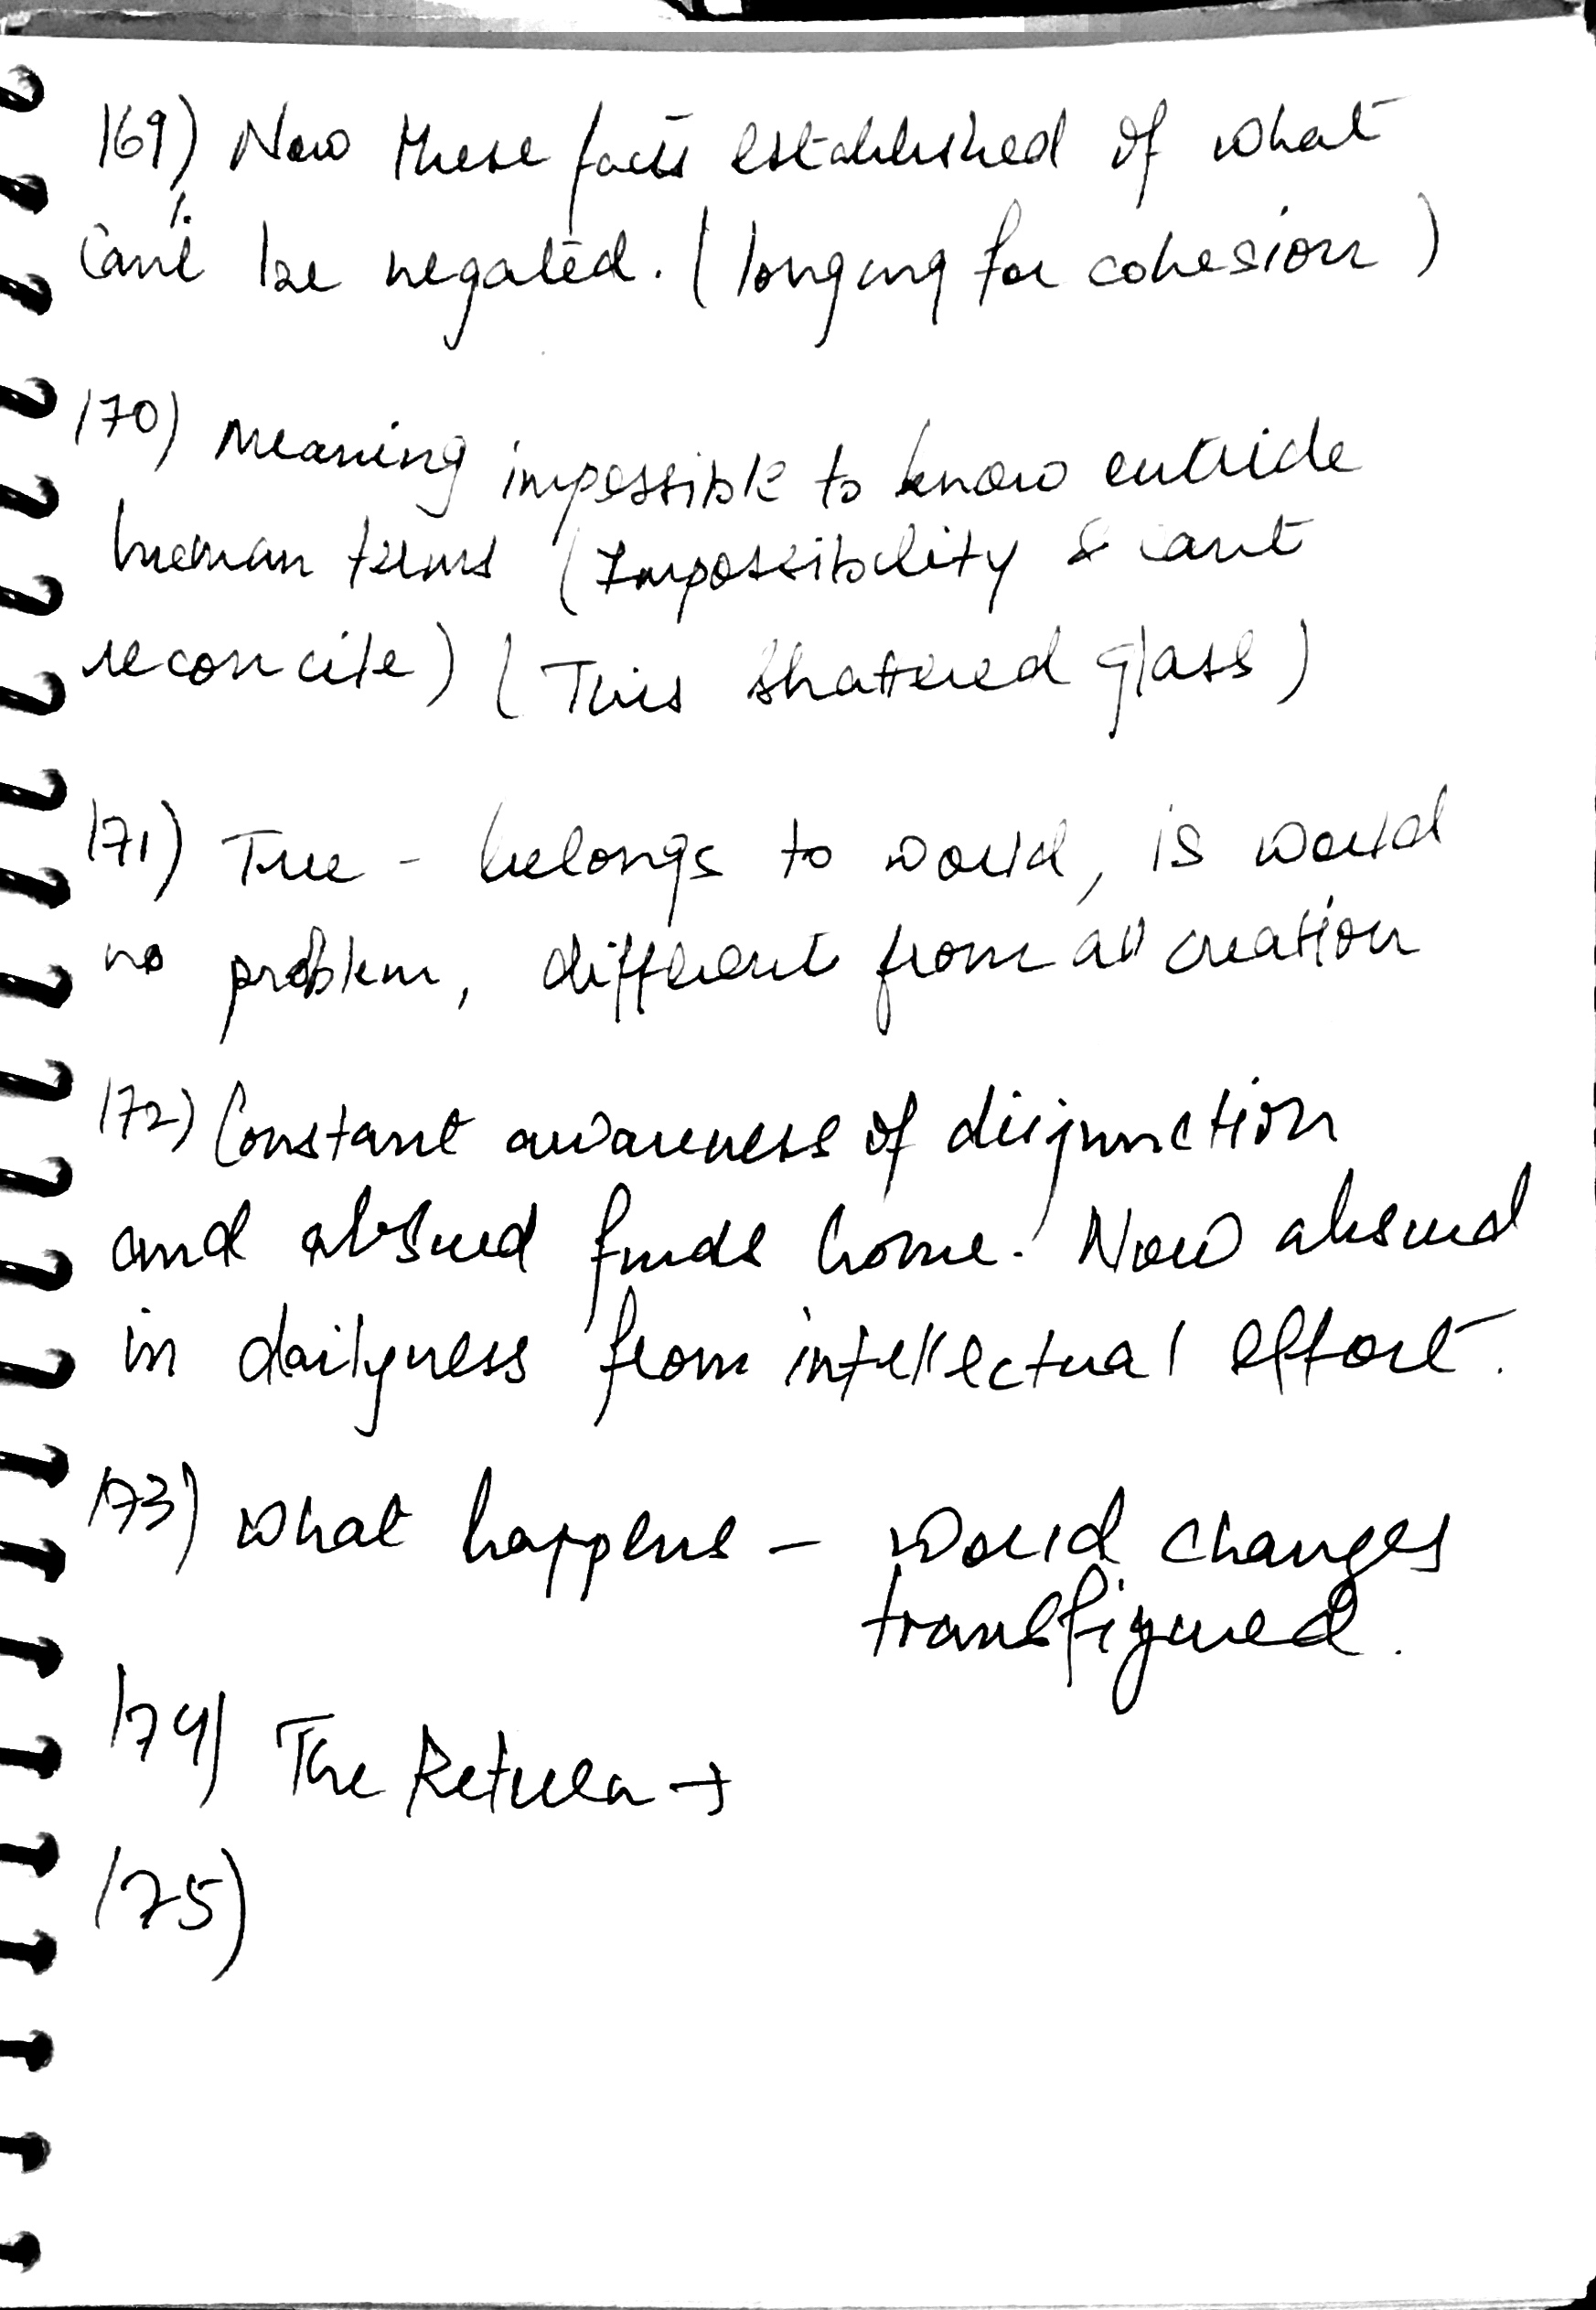 169) Now these facts established of what
can't be negated. (longing for cohesion)
170) Meaning impossible to know outside
human terms (Impossibility & cant
reconcile) (This shattered glass)
171) Tree - belongs to world, is world
no problem, different from all creation
172) Constant awareness of disjunction
and absurd finds home. Now absurd
in dailyness from intellectual effort.
173) What happens - world changes
transfigured.
174) The Return →
175)